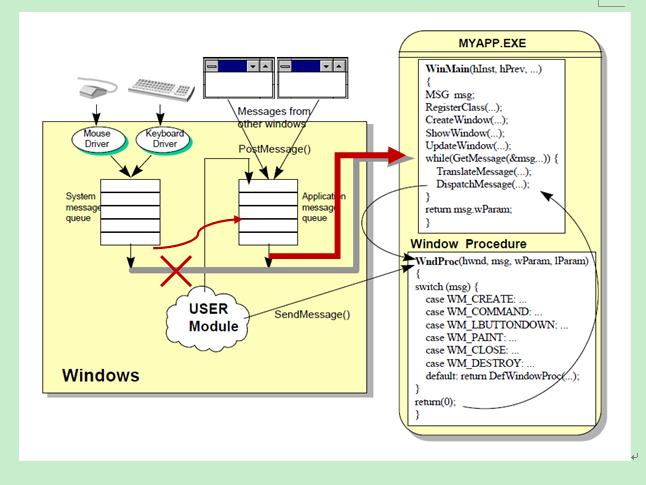 MYAPP.EXE
WinMain(hInst, hPrev, ...)
{
MSG msg;
RegisterClass(...);
CreateWindow(...);
ShowWindow(...);
UpdateWindow(...);
while(GetMessage(&msg...)) {
TranslateMessage(...);
DispatchMessage(...);
}
return msg.wParam;
}
Messages from
other windows
PostMessage()
Mouse
Driver
Keyboard
Driver
System
message
queue
Application
message
queue
USER
Module
SendMessage()
Windows
Window Procedure
WndProc(hwnd, msg, wParam, lParam)
{
switch (msg) {
case WM_CREATE: ...
case WM_COMMAND: ...
case WM_LBUTTONDOWN: ...
case WM_PAINT: ...
case WM_CLOSE: ...
case WM_DESTROY: ...
default: return DefWindowProc(...);
}
return(0);
}